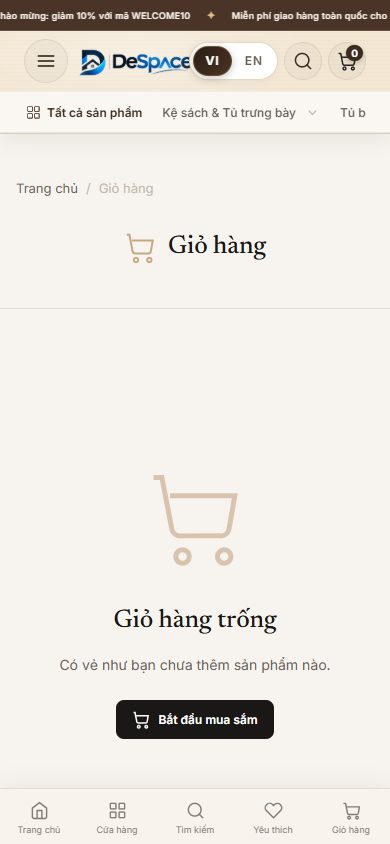 hào mừng: giảm 10% với mã WELCOME10 ✦ Miễn phí giao hàng toàn quốc cho
DeSpace VI EN 0
Tất cả sản phẩm Kệ sách & Tủ trưng bày Tủ b
Trang chủ / Giỏ hàng
Giỏ hàng
Giỏ hàng trống
Có vẻ như bạn chưa thêm sản phẩm nào.
Bắt đầu mua sắm
Trang chủ Cửa hàng Tìm kiếm Yêu thích Giỏ hàng